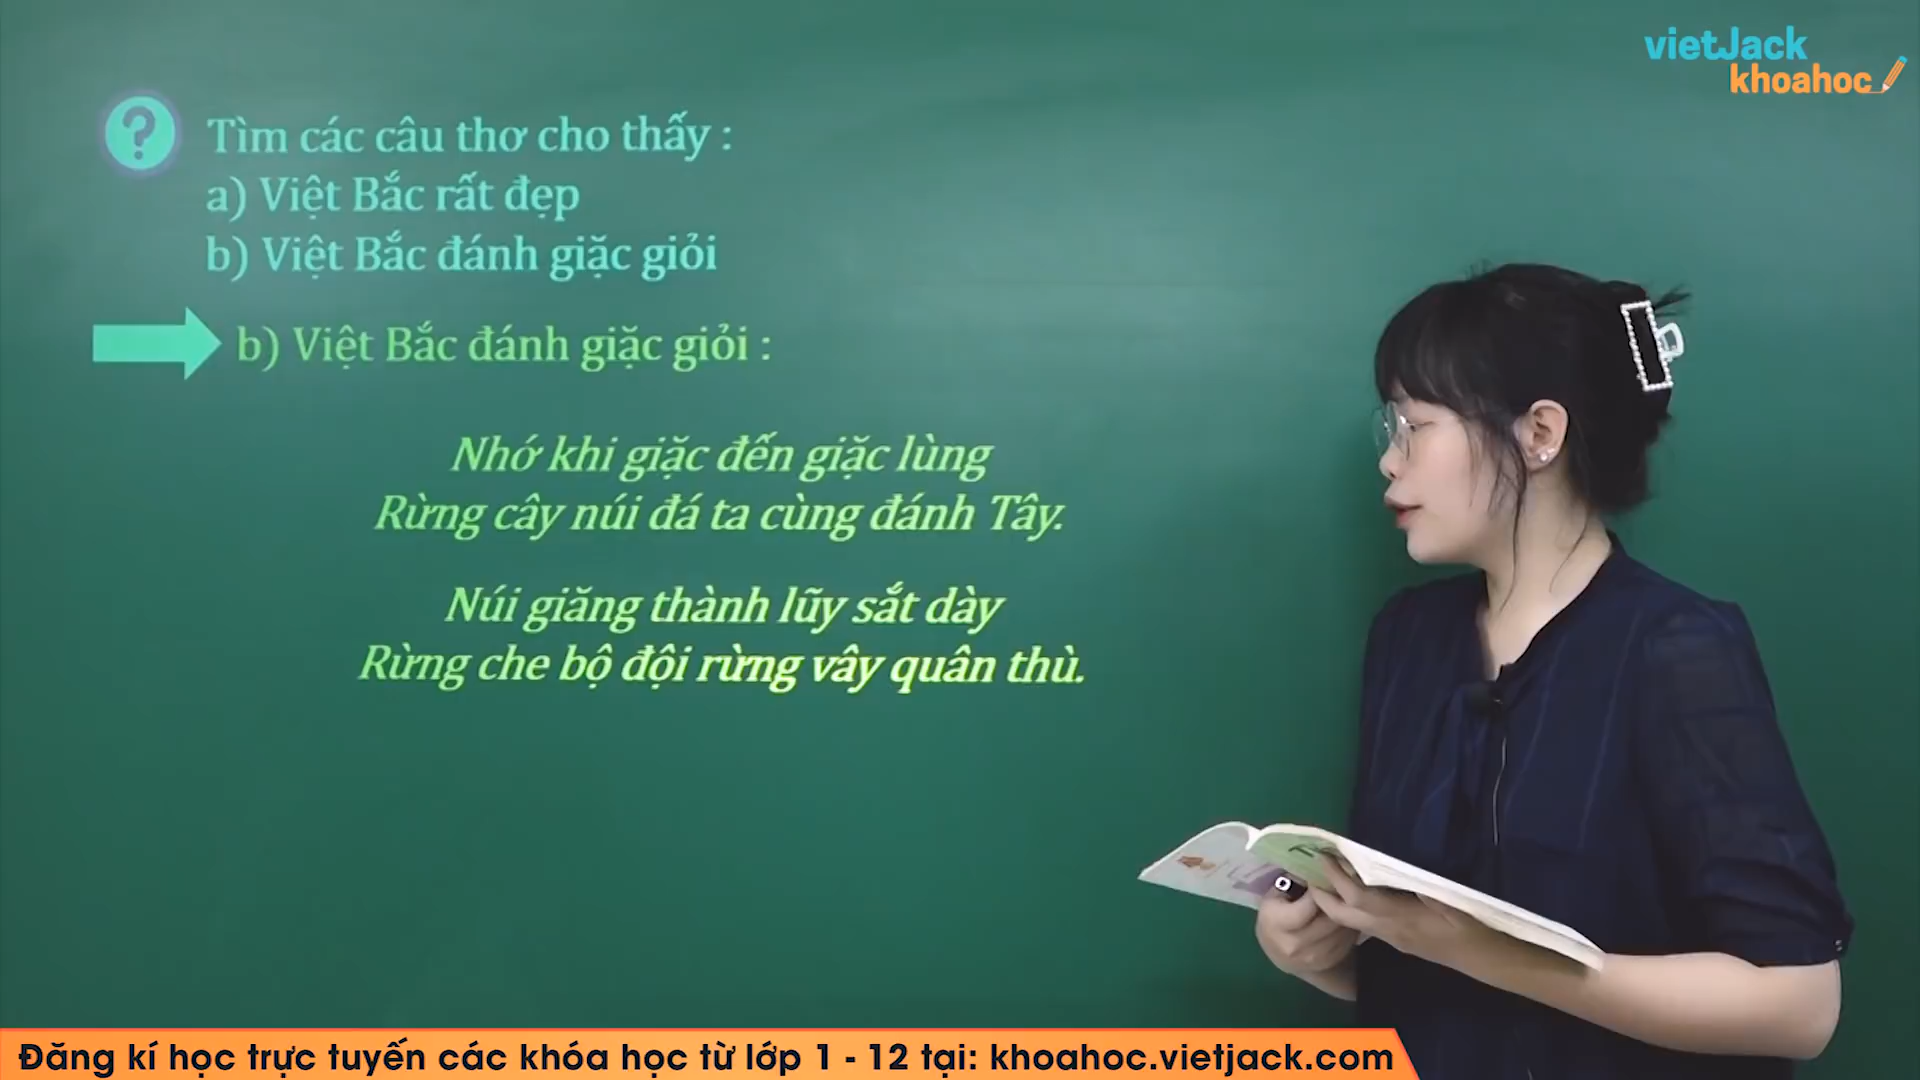 vietJack
khoahoc
?
Tìm các câu thơ cho thấy :
a) Việt Bắc rất đẹp
b) Việt Bắc đánh giặc giỏi
b) Việt Bắc đánh giặc giỏi :
Nhớ khi giặc đến giặc lùng
Rừng cây núi đá ta cùng đánh Tây.
Núi giăng thành lũy sắt dày
Rừng che bộ đội rừng vây quân thù.
Đăng kí học trực tuyến các khóa học từ lớp 1 - 12 tại: khoahoc.vietjack.com